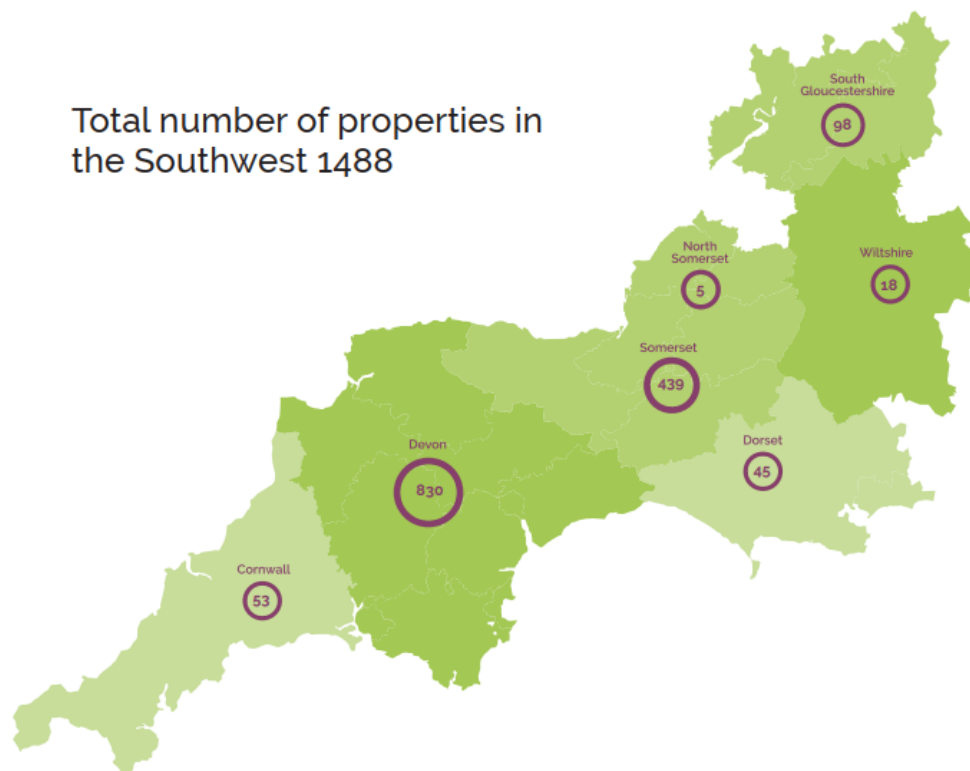 Total number of properties in
the Southwest 1488
South
Gloucestershire
98
North
Somerset
5
Wiltshire
18
Somerset
439
Dorset
45
Devon
830
Cornwall
53